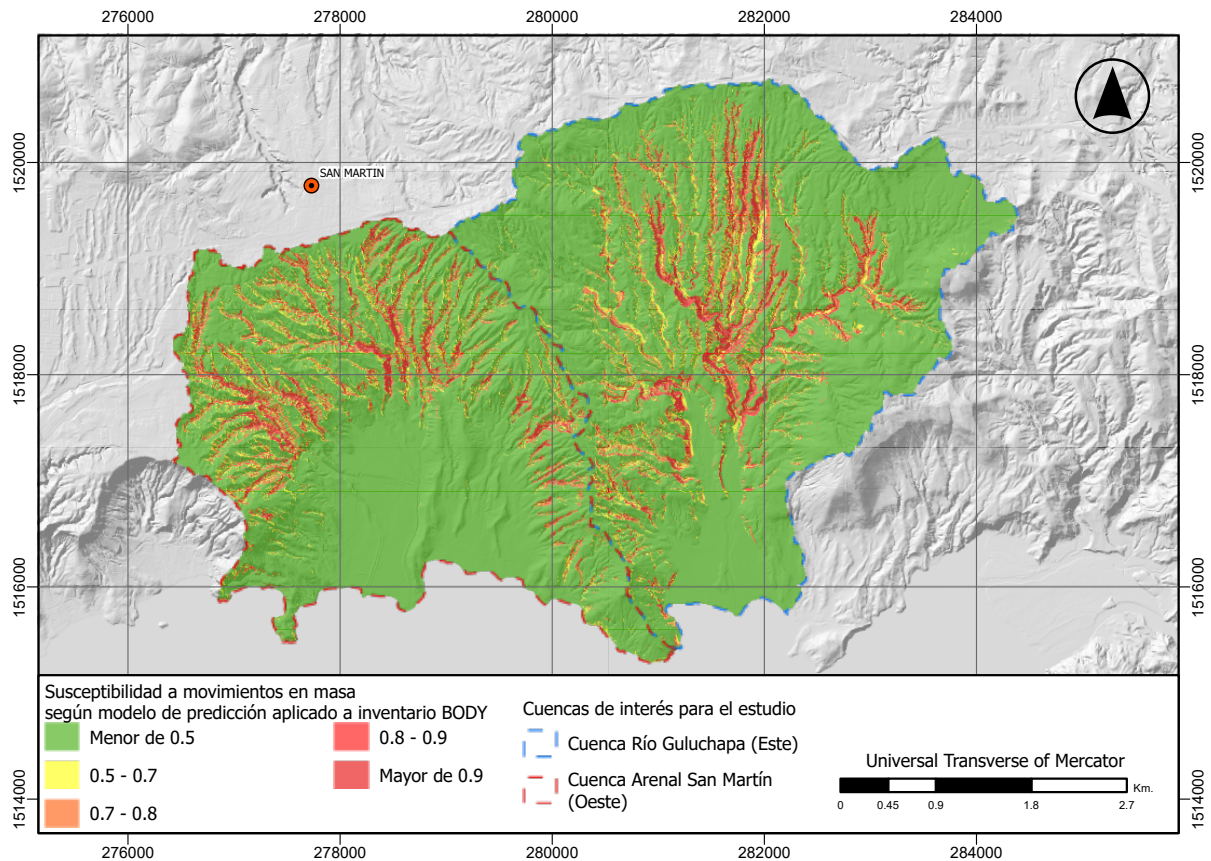 276000 278000 280000 282000 284000
1520000 1520000
SAN MARTIN
1518000 1518000
1516000 1516000
Susceptibilidad a movimientos en masa
según modelo de predicción aplicado a inventario BODY
Menor de 0.5
0.5 - 0.7
0.7 - 0.8
0.8 - 0.9
Mayor de 0.9
Cuencas de interés para el estudio
Cuenca Río Guluchapa (Este)
Cuenca Arenal San Martín
(Oeste)
Universal Transverse of Mercator
Km.
0 0.45 0.9 1.8 2.7
1514000 1514000
276000 278000 280000 282000 284000